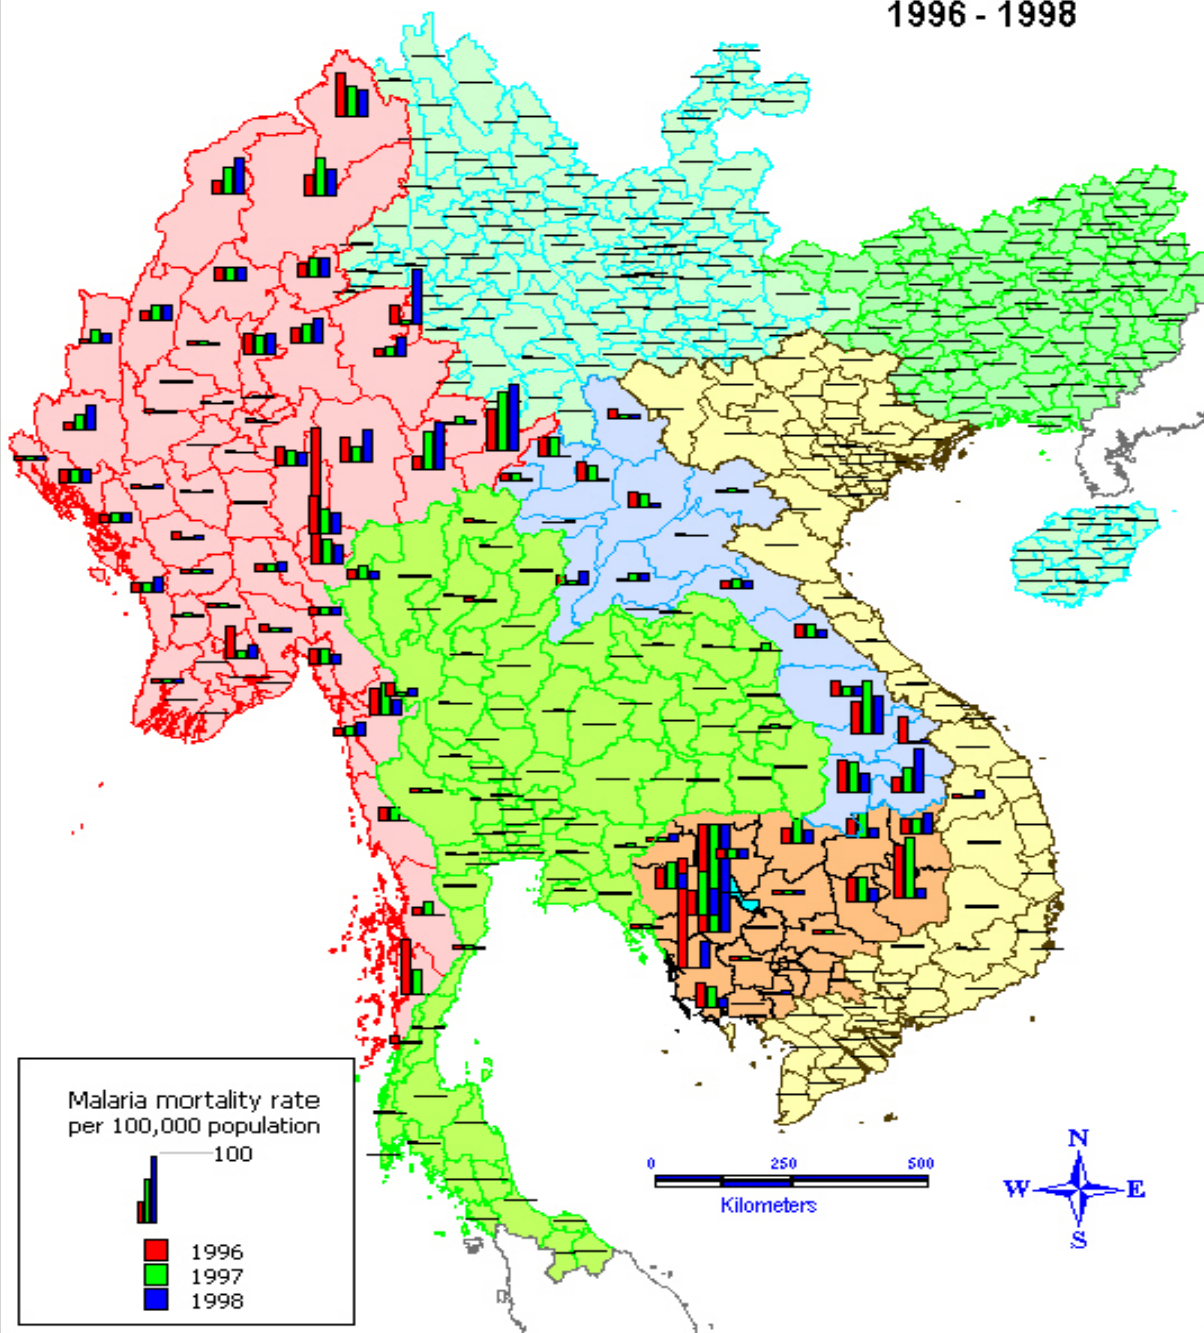 1996 - 1998
Malaria mortality rate
per 100,000 population
100
1996
1997
1998
0 250 500
Kilometers
N
W E
S